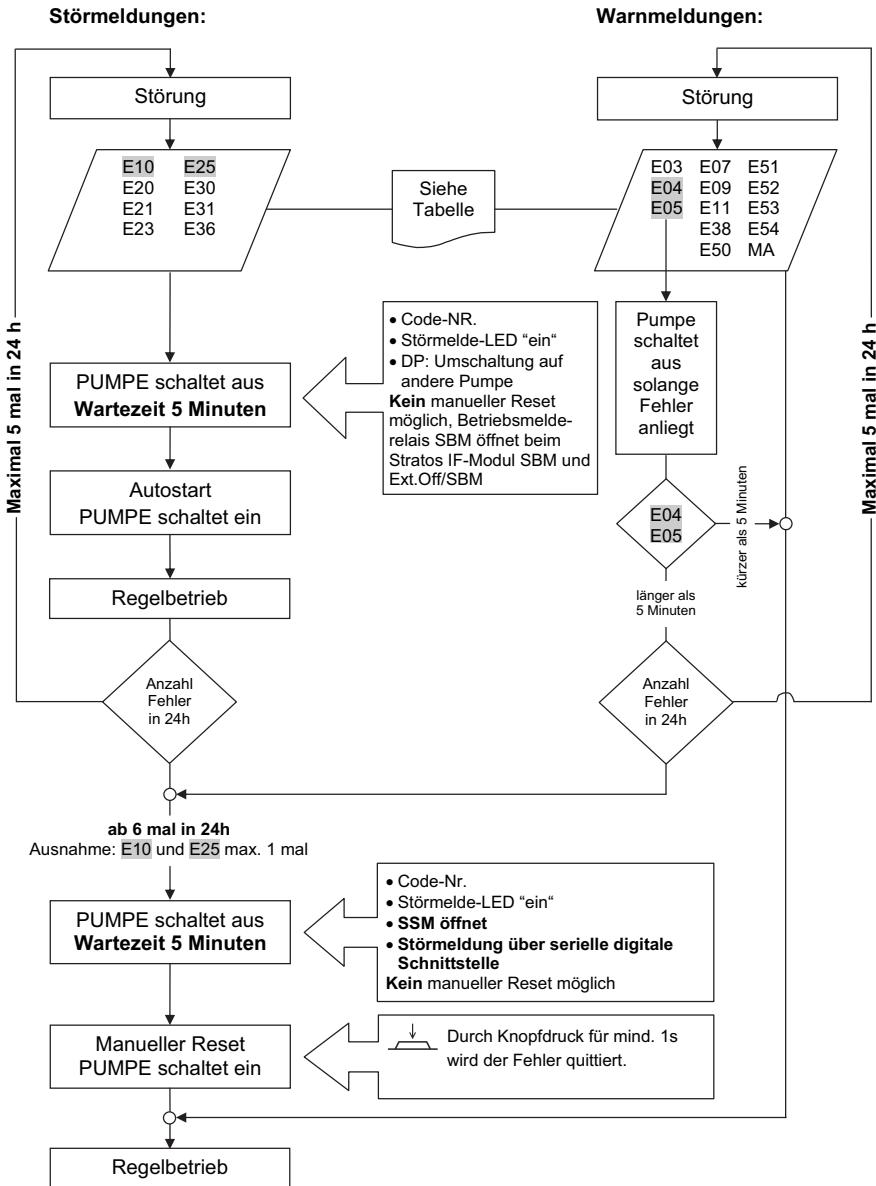 Störmeldungen:
Störung
E10 E25
E20 E30
E21 E31
E23 E36
Siehe
Tabelle
Maximal 5 mal in 24 h
PUMPE schaltet aus
Wartezeit 5 Minuten
• Code-NR.
• Störmelde-LED “ein“
• DP: Umschaltung auf
andere Pumpe
Kein manueller Reset
möglich, Betriebsmelde-
relais SBM öffnet beim
Stratos IF-Modul SBM und
Ext.Off/SBM
Autostart
PUMPE schaltet ein
Regelbetrieb
Anzahl
Fehler
in 24h
Warnmeldungen:
Störung
E03 E07 E51
E04 E09 E52
E05 E11 E53
E38 E54
E50 MA
Pumpe
schaltet
aus
solange
Fehler
anliegt
Maximal 5 mal in 24 h
E04
E05
kürzer als 5 Minuten
länger als
5 Minuten
Anzahl
Fehler
in 24h
ab 6 mal in 24h
Ausnahme: E10 und E25 max. 1 mal
PUMPE schaltet aus
Wartezeit 5 Minuten
• Code-Nr.
• Störmelde-LED “ein“
• SSM öffnet
• Störmeldung über serielle digitale
Schnittstelle
Kein manueller Reset möglich
Manueller Reset
PUMPE schaltet ein
Durch Knopfdruck für mind. 1s
wird der Fehler quittiert.
Regelbetrieb